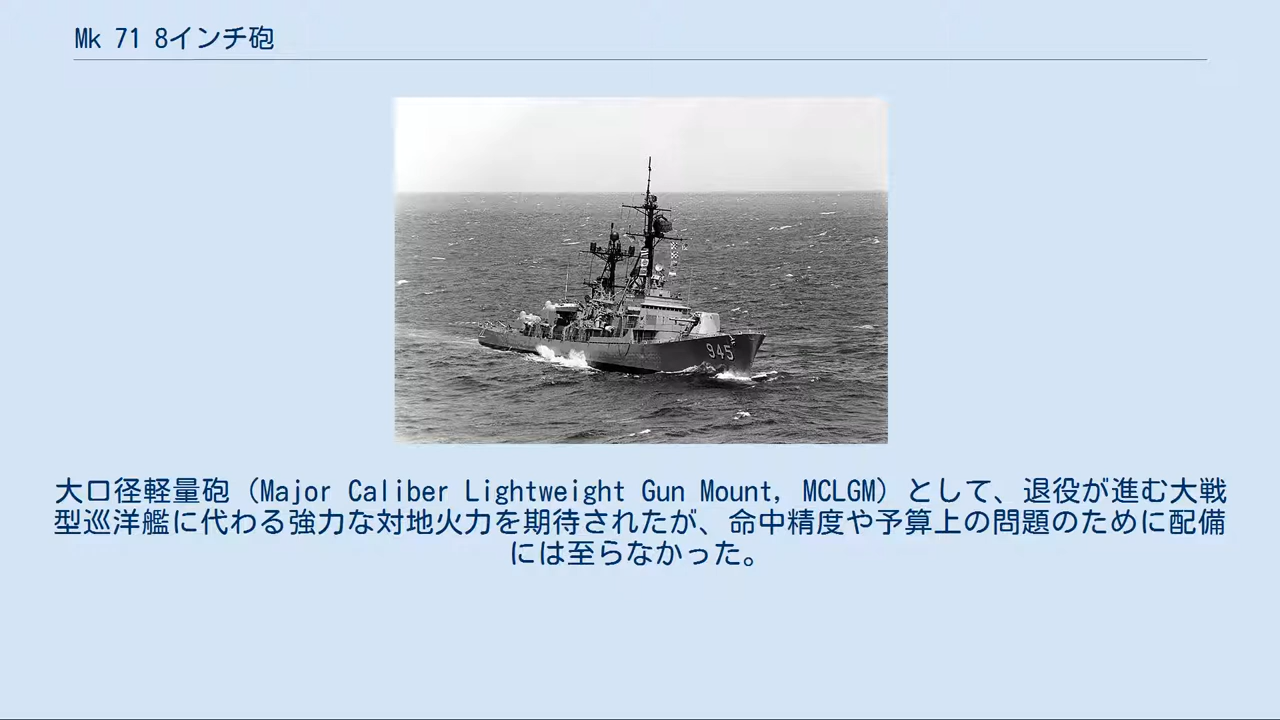 Mk 71 8インチ砲
945
大口径軽量砲（Major Caliber Lightweight Gun Mount, MCLGM）として、退役が進む大戦
型巡洋艦に代わる強力な対地火力を期待されたが、命中精度や予算上の問題のために配備
には至らなかった。